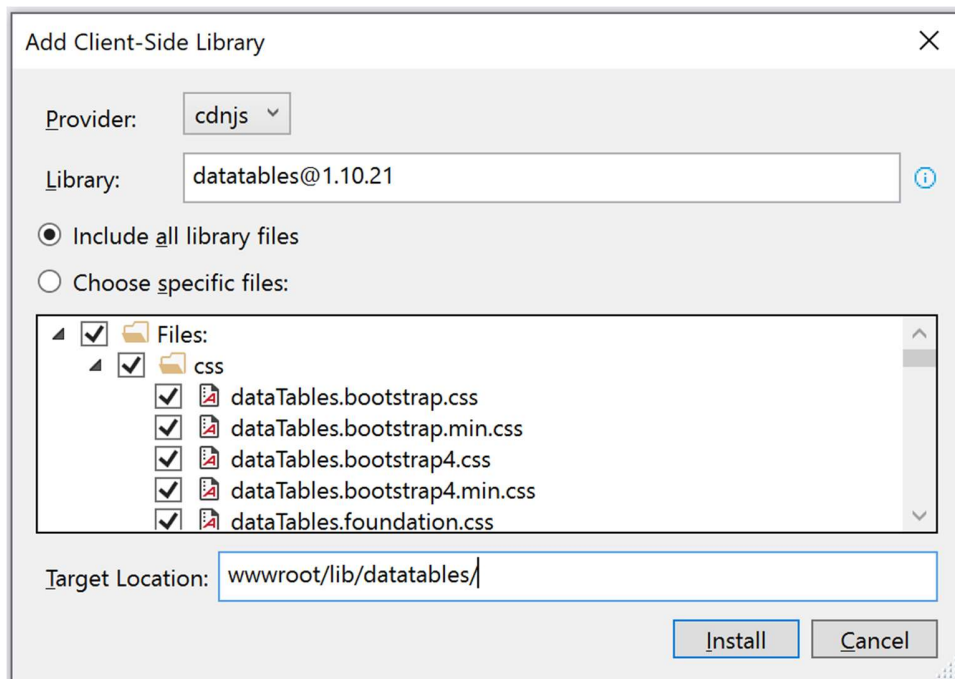 Add Client-Side Library
Provider: cdnjs
Library: datatables@1.10.21
Include all library files
Choose specific files:
Files:
css
dataTables.bootstrap.css
dataTables.bootstrap.min.css
dataTables.bootstrap4.css
dataTables.bootstrap4.min.css
dataTables.foundation.css
Target Location: wwwroot/lib/datatables/
Install Cancel